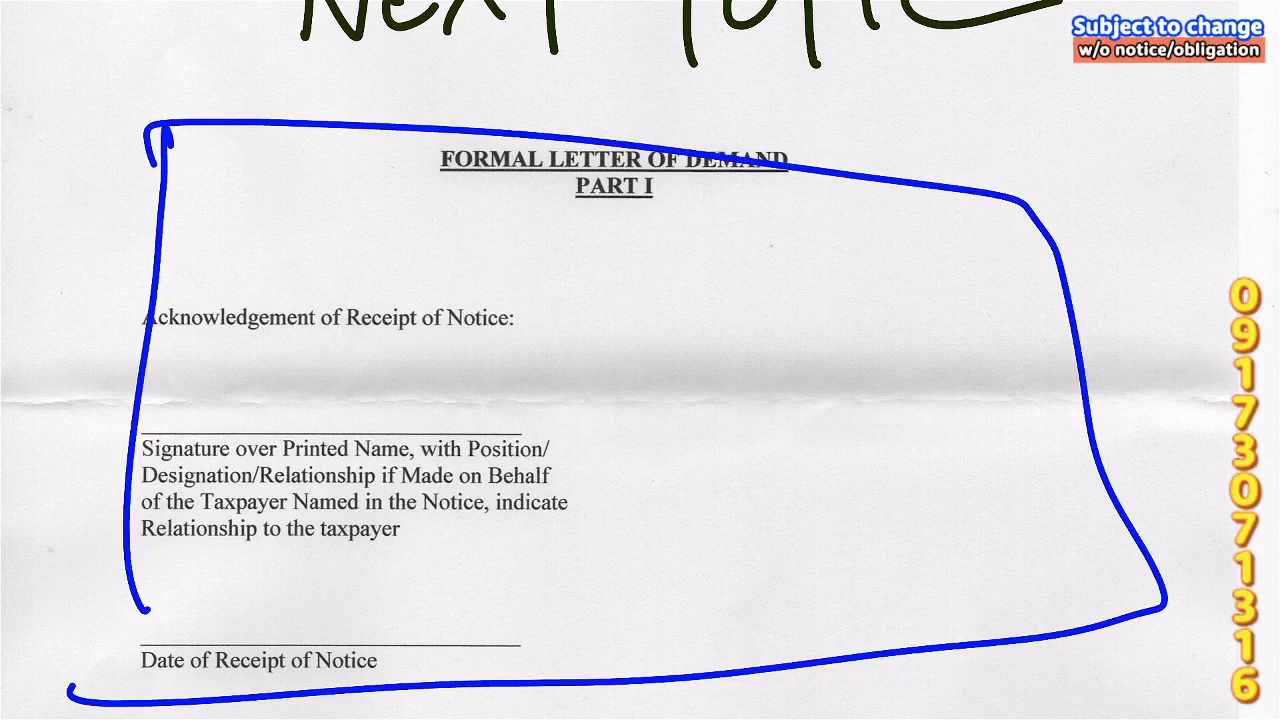 NEXT TOPIC
Subject to change
w/o notice/obligation
FORMAL LETTER OF DEMAND
PART I
Acknowledgement of Receipt of Notice:
Signature over Printed Name, with Position/
Designation/Relationship if Made on Behalf
of the Taxpayer Named in the Notice, indicate
Relationship to the taxpayer
Date of Receipt of Notice
09173071316